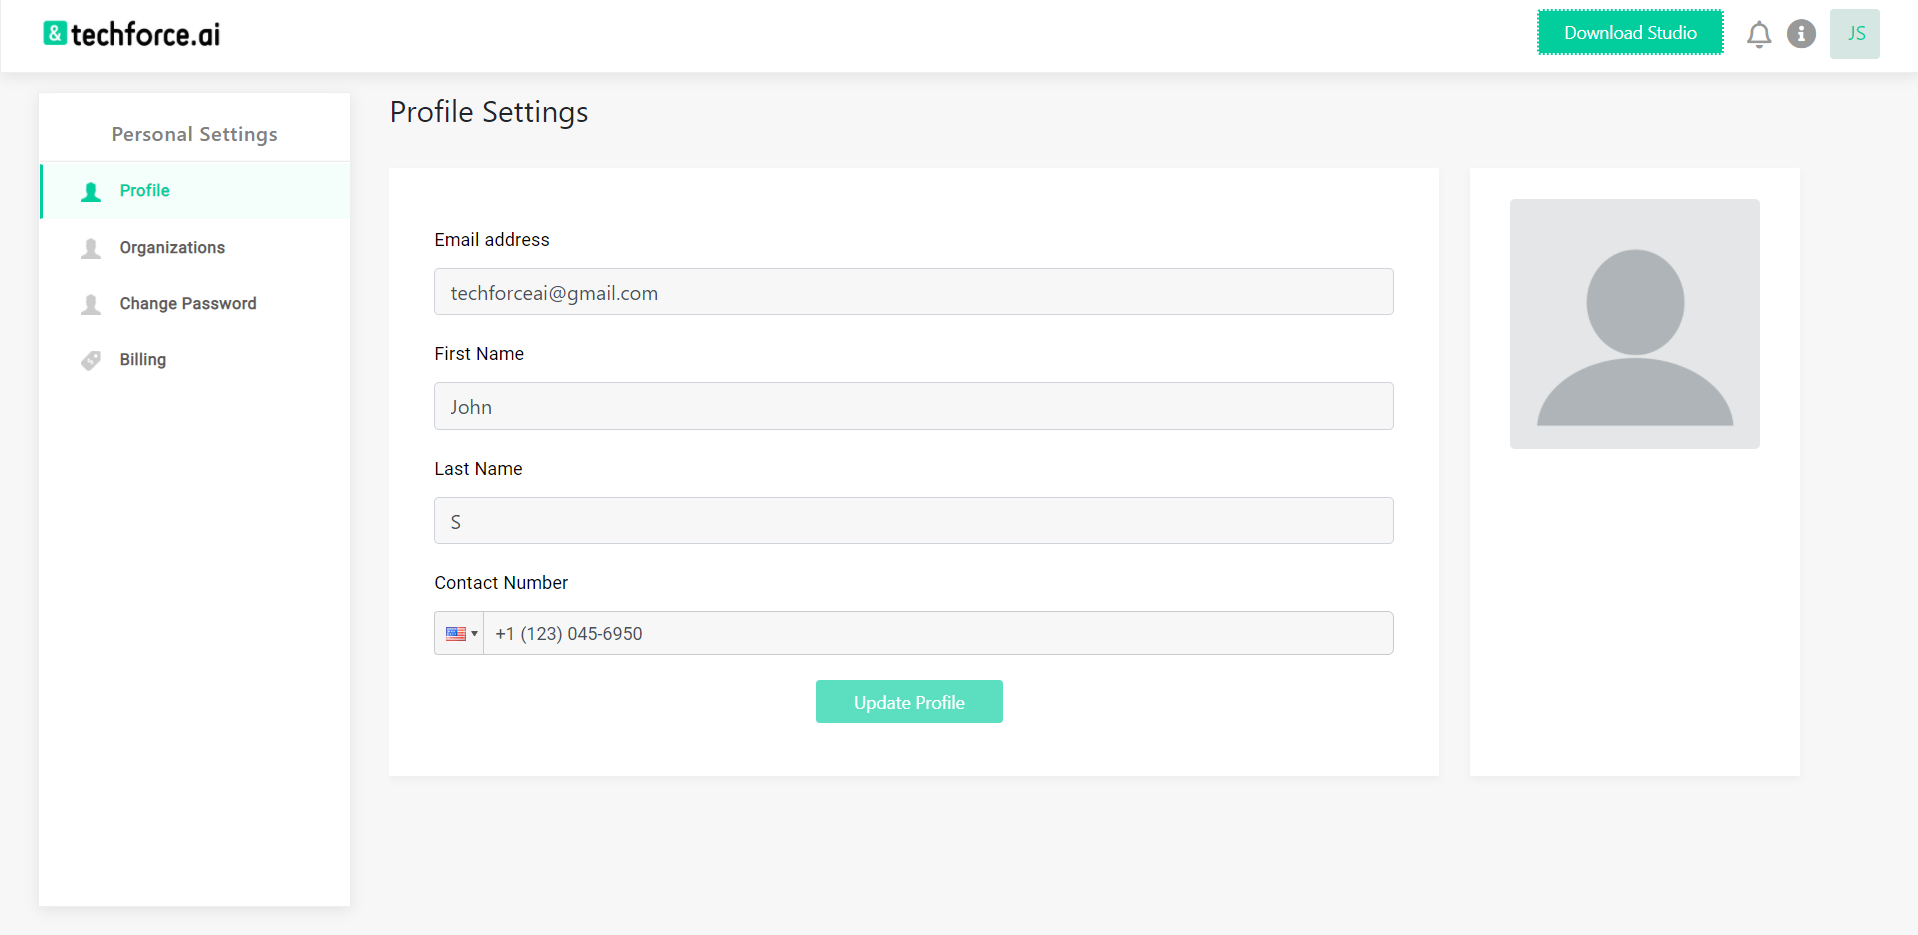 & techforce.ai
Download Studio
JS
Personal Settings
Profile
Organizations
Change Password
Billing
Profile Settings
Email address
techforceai@gmail.com
First Name
John
Last Name
S
Contact Number
+1 (123) 045-6950
Update Profile